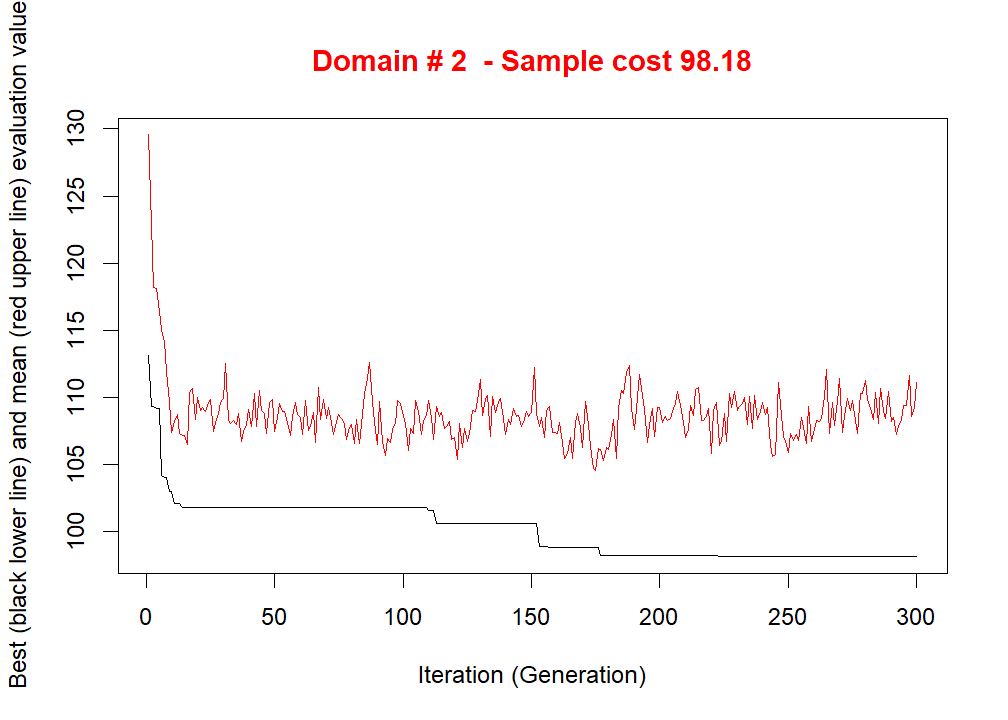 Domain # 2  - Sample cost 98.18
Best (black lower line) and mean (red upper line) evaluation value
130
125
120
115
110
105
100
0 50 100 150 200 250 300
Iteration (Generation)